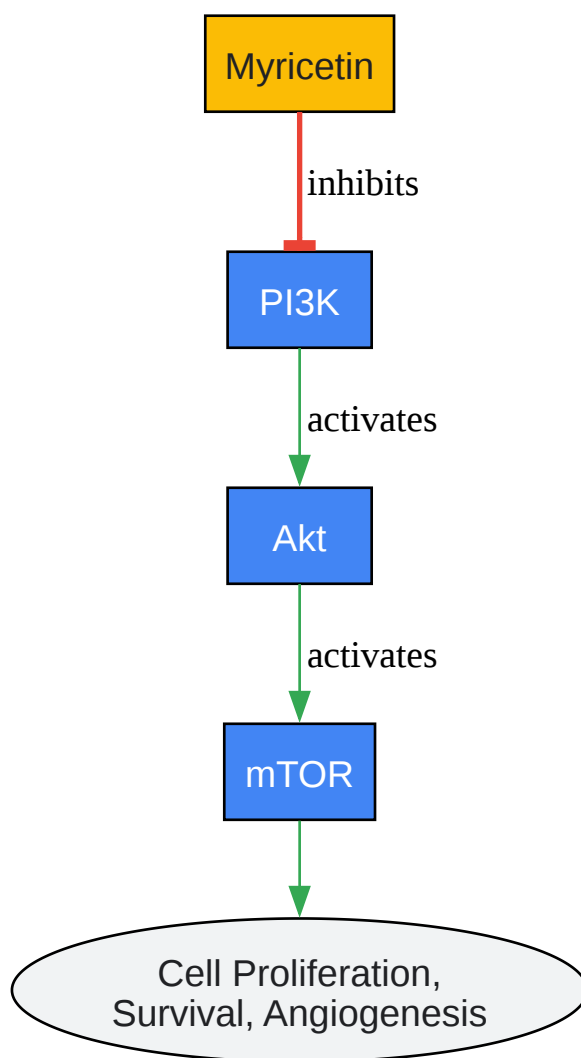 Myricetin
inhibits
PI3K
activates
Akt
activates
mTOR
Cell Proliferation,
Survival, Angiogenesis